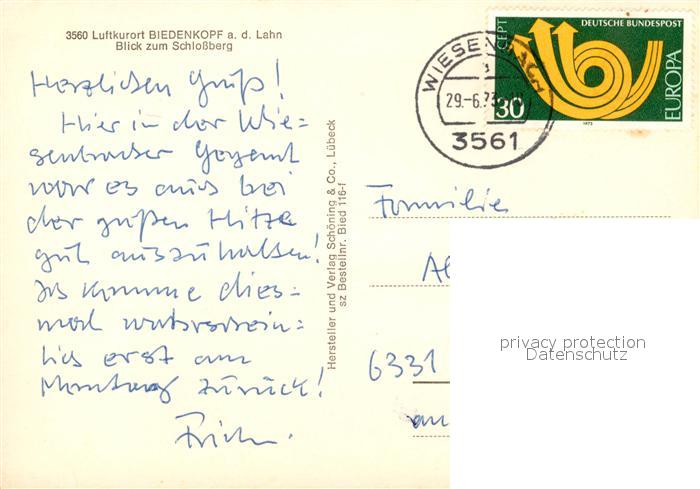 3560 Luftkurort BIEDENKOPF a. d. Lahn
Blick zum Schloßberg
Herzlichen Gruß!
Hier in der Wie=
senbacher Gegend
war es auch bei
der großen Hitze
gut auszuhalten!
Ich komme dies=
mal wahrschein=
lich erst am
Montag zurück!
Hersteller und Verlag Schöning & Co., Lübeck
sz Bestellnr. Bied 116-f
WIESENBACH
29.-6.73
3561
CEPT
DEUTSCHE BUNDESPOST
EUROPA
30
1973
Familie
6331
privacy protection
Datenschutz